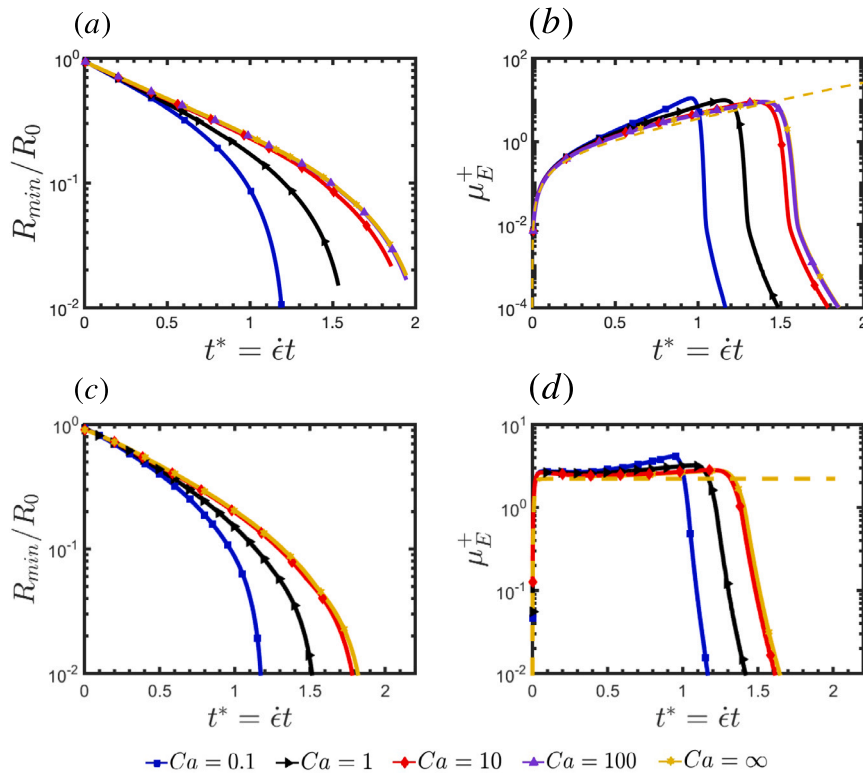 (a)
(b)
10^0
10^-1
10^-2
R_min/R_0
0 0.5 1 1.5 2
t* = ϵ̇t
10^2
10^0
10^-2
10^-4
μ_E^+
0 0.5 1 1.5 2
t* = ϵ̇t
(c)
(d)
10^0
10^-1
10^-2
R_min/R_0
0 0.5 1 1.5 2
t* = ϵ̇t
10^1
10^0
10^-1
10^-2
μ_E^+
0 0.5 1 1.5 2
t* = ϵ̇t
Ca = 0.1 Ca = 1 Ca = 10 Ca = 100 Ca = ∞